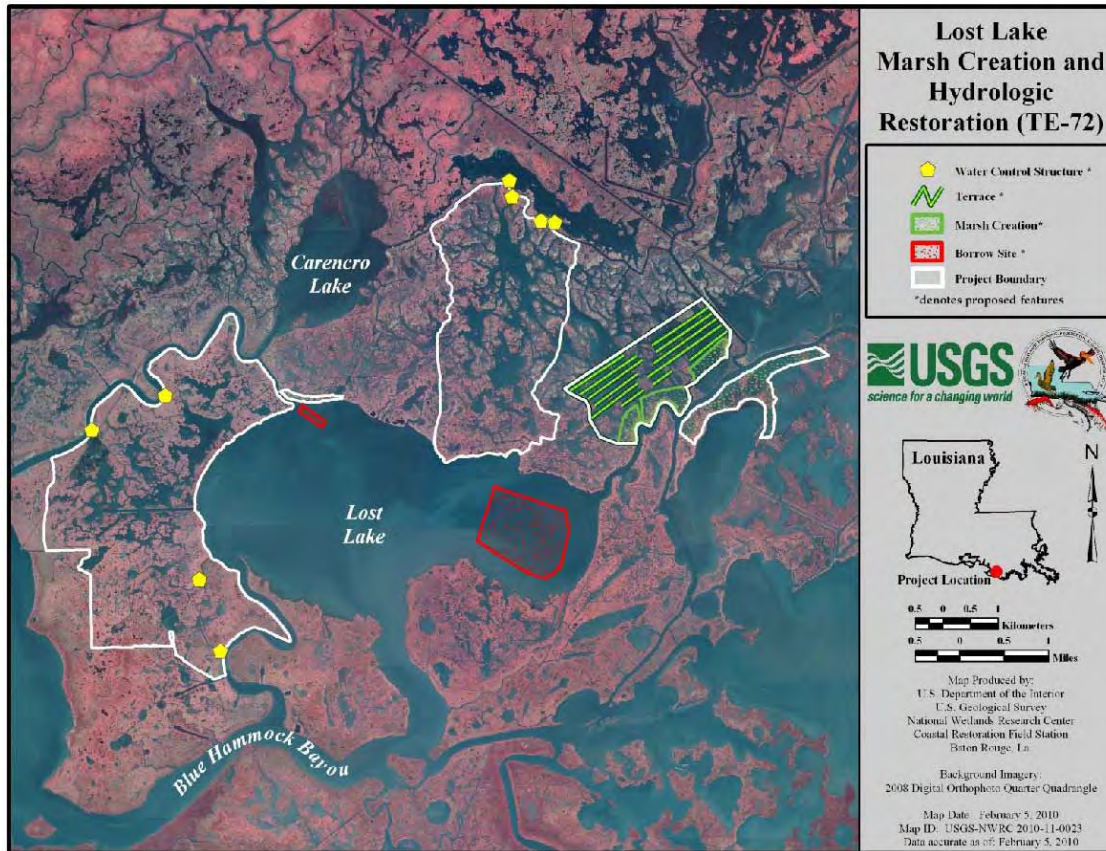 Lost Lake
Marsh Creation and
Hydrologic
Restoration (TE-72)
Water Control Structure *
Terrace *
Marsh Creation*
Borrow Site *
Project Boundary
*denotes proposed features
USGS
science for a changing world
Louisiana
N
Project Location
0.5 0 0.5 1
Kilometers
0.5 0 0.5 1
Miles
Map Produced by:
U.S. Department of the Interior
U.S. Geological Survey
National Wetlands Research Center
Coastal Restoration Field Station
Baton Rouge, La.
Background Imagery:
2008 Digital Orthophoto Quarter Quadrangle
Map Date: February 5, 2010
Map ID: USGS-NWRC 2010-11-0023
Data accurate as of: February 5, 2010
Carencro
Lake
Lost
Lake
Blue Hammock Bayou